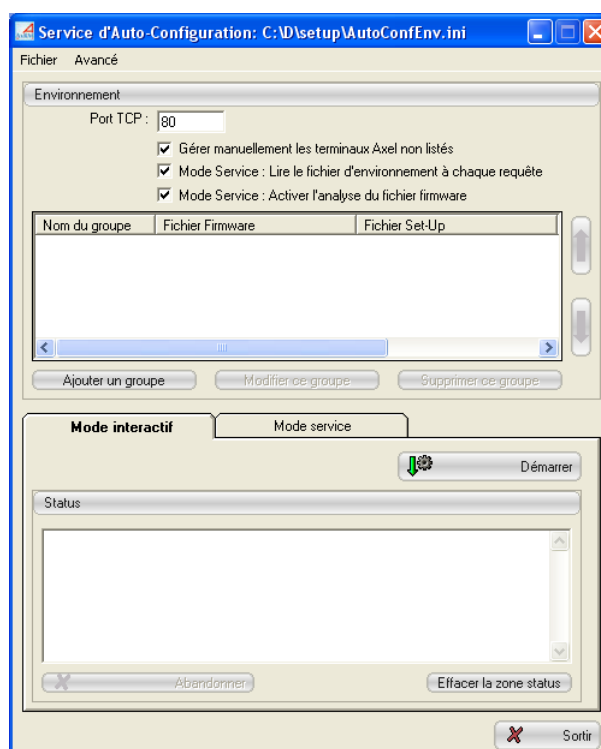 Service d'Auto-Configuration: C:\D\setup\AutoConfEnv.ini
Fichier Avancé
Environnement
Port TCP : 80
Gérer manuellement les terminaux Axel non listés
Mode Service : Lire le fichier d'environnement à chaque requête
Mode Service : Activer l'analyse du fichier firmware
Nom du groupe Fichier Firmware Fichier Set-Up
Ajouter un groupe Modifier ce groupe Supprimer ce groupe
Mode interactif Mode service
Démarrer
Status
Abandonner Effacer la zone status
Sortir